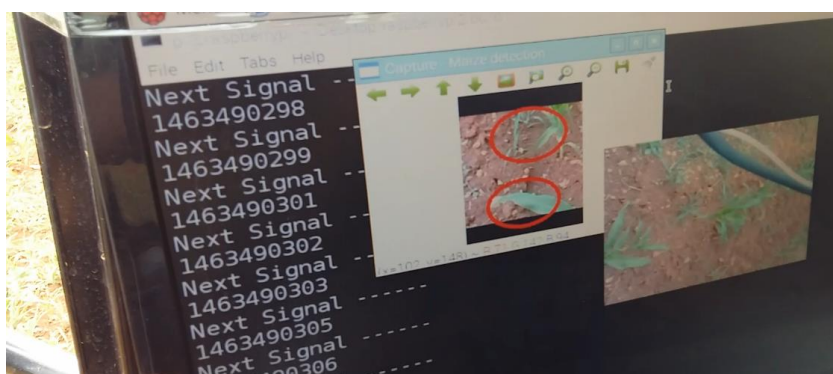 File Edit Tabs Help
Capture - Maize detection
Next Signal ------
1463490298
Next Signal
1463490299
Next Signal
1463490301
Next Signal
1463490302
Next Signal
1463490303
Next Signal ------
1463490305
Next Signal ------